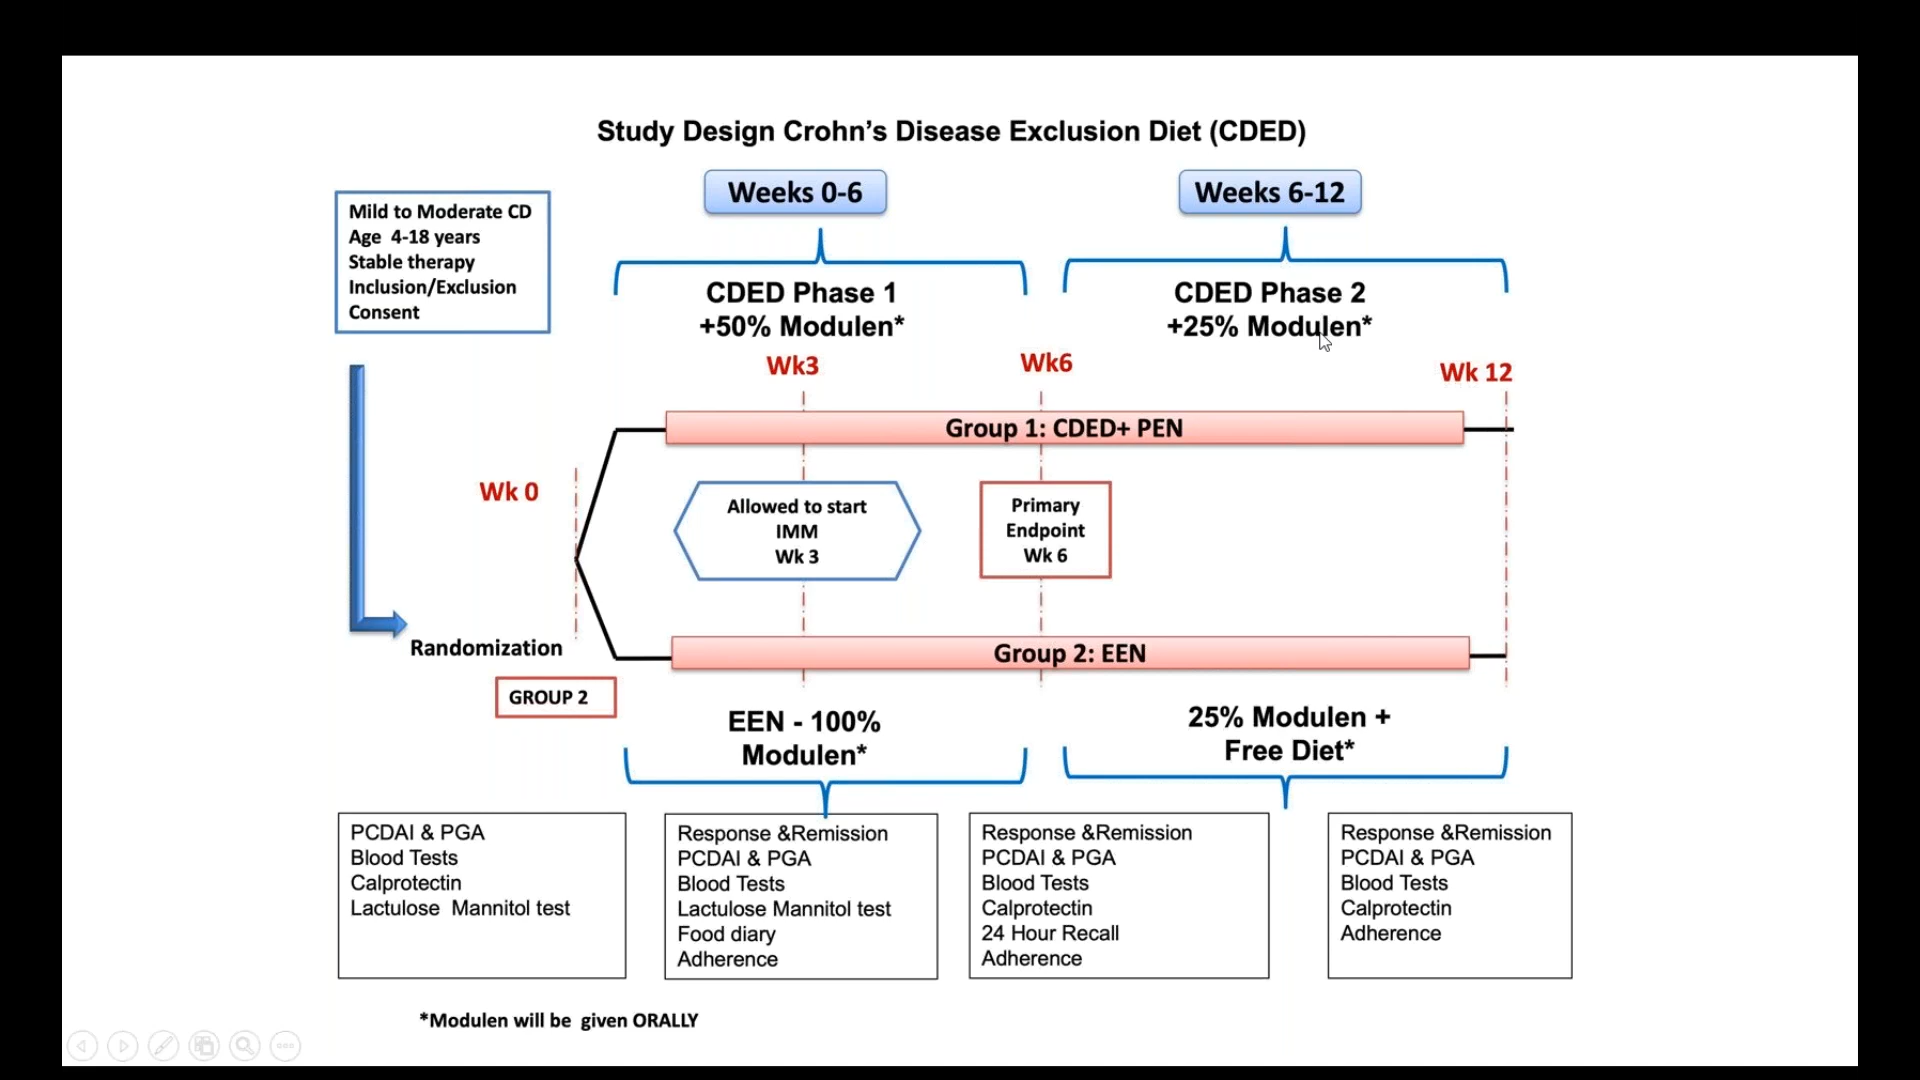 Study Design Crohn's Disease Exclusion Diet (CDED)
Weeks 0-6
Weeks 6-12
Mild to Moderate CD
Age 4-18 years
Stable therapy
Inclusion/Exclusion
Consent
CDED Phase 1
+50% Modulen*
CDED Phase 2
+25% Modulen*
Wk3
Wk6
Wk 12
Group 1: CDED+ PEN
Wk 0
Allowed to start
IMM
Wk 3
Primary
Endpoint
Wk 6
Randomization
Group 2: EEN
GROUP 2
EEN - 100%
Modulen*
25% Modulen +
Free Diet*
PCDAI & PGA
Blood Tests
Calprotectin
Lactulose Mannitol test
Response &Remission
PCDAI & PGA
Blood Tests
Lactulose Mannitol test
Food diary
Adherence
Response &Remission
PCDAI & PGA
Blood Tests
Calprotectin
24 Hour Recall
Adherence
Response &Remission
PCDAI & PGA
Blood Tests
Calprotectin
Adherence
*Modulen will be given ORALLY